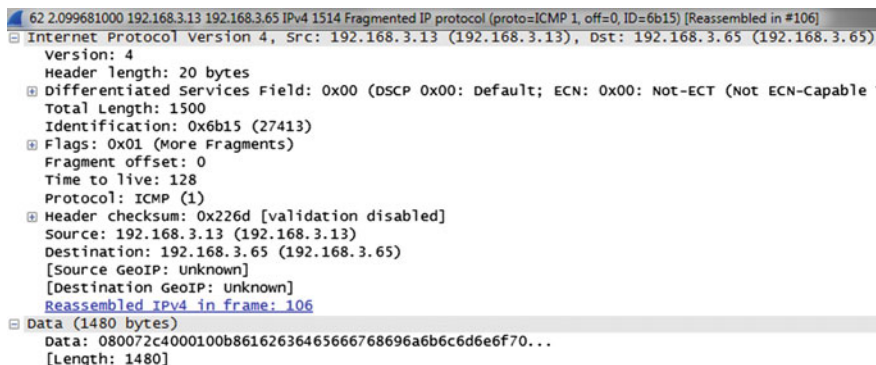 62 2.099681000 192.168.3.13 192.168.3.65 IPv4 1514 Fragmented IP protocol (proto=ICMP 1, off=0, ID=6b15) [Reassembled in #106]
Internet Protocol Version 4, Src: 192.168.3.13 (192.168.3.13), Dst: 192.168.3.65 (192.168.3.65)
Version: 4
Header length: 20 bytes
Differentiated Services Field: 0x00 (DSCP 0x00: Default; ECN: 0x00: Not-ECT (Not ECN-Capable
Total Length: 1500
Identification: 0x6b15 (27413)
Flags: 0x01 (More Fragments)
Fragment offset: 0
Time to live: 128
Protocol: ICMP (1)
Header checksum: 0x226d [validation disabled]
Source: 192.168.3.13 (192.168.3.13)
Destination: 192.168.3.65 (192.168.3.65)
[Source GeoIP: Unknown]
[Destination GeoIP: Unknown]
Reassembled IPv4 in frame: 106
Data (1480 bytes)
Data: 080072c4000100b86162636465666768696a6b6c6d6e6f70...
[Length: 1480]